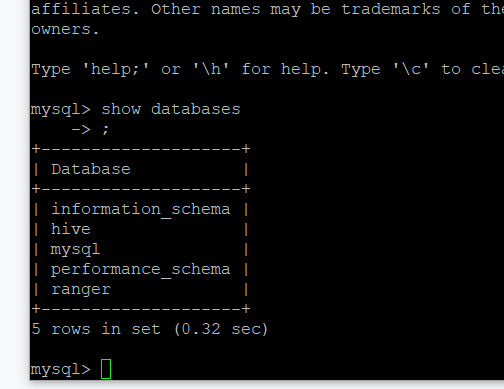 affiliates. Other names may be trademarks of the
owners.
Type 'help;' or '\h' for help. Type '\c' to clea
mysql> show databases
    -> ;
+--------------------+
| Database           |
+--------------------+
| information_schema |
| hive               |
| mysql              |
| performance_schema |
| ranger             |
+--------------------+
5 rows in set (0.32 sec)
mysql>